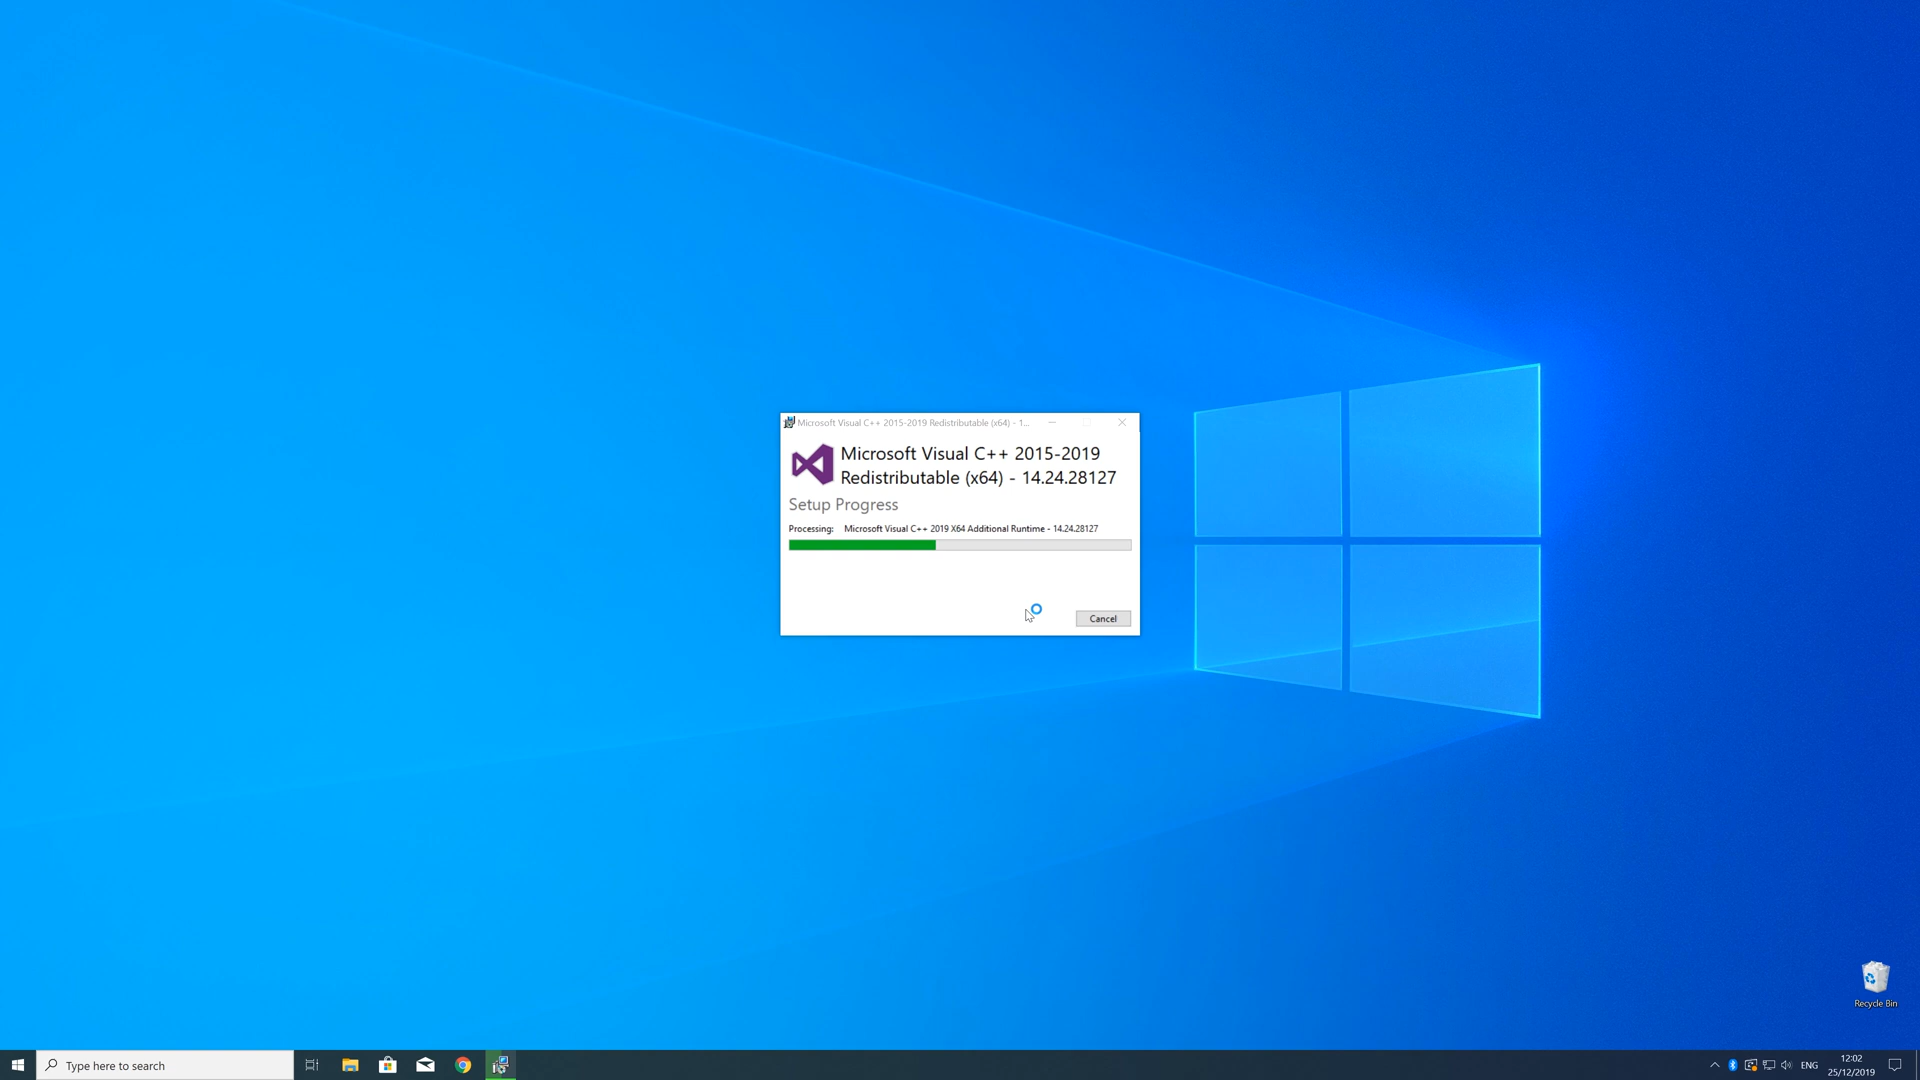 Microsoft Visual C++ 2015-2019 Redistributable (x64) - 1...
Microsoft Visual C++ 2015-2019
Redistributable (x64) - 14.24.28127
Setup Progress
Processing: Microsoft Visual C++ 2019 X64 Additional Runtime - 14.24.28127
Cancel
Recycle Bin
Type here to search
ENG
12:02
25/12/2019